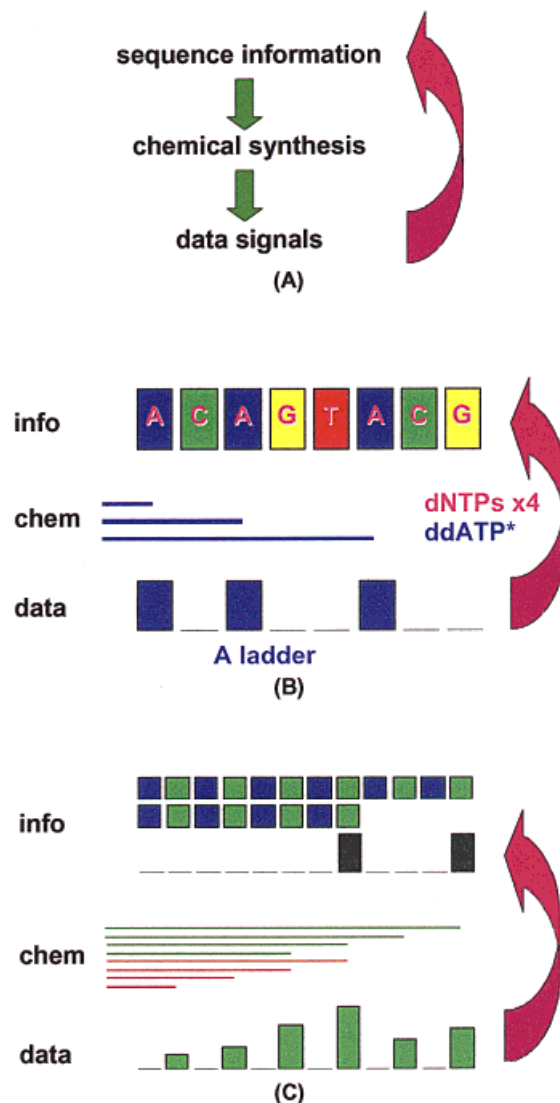 sequence information
chemical synthesis
data signals
(A)
info
A C A G T A C G
chem
dNTPs x4
ddATP*
data
A ladder
(B)
info
chem
data
(C)